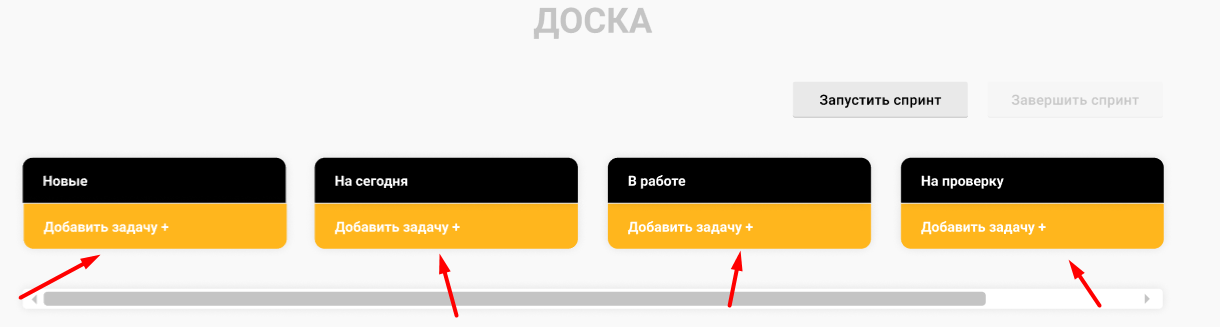 ДОСКА
Запустить спринт
Завершить спринт
Новые
На сегодня
В работе
На проверку
Добавить задачу +
Добавить задачу +
Добавить задачу +
Добавить задачу +